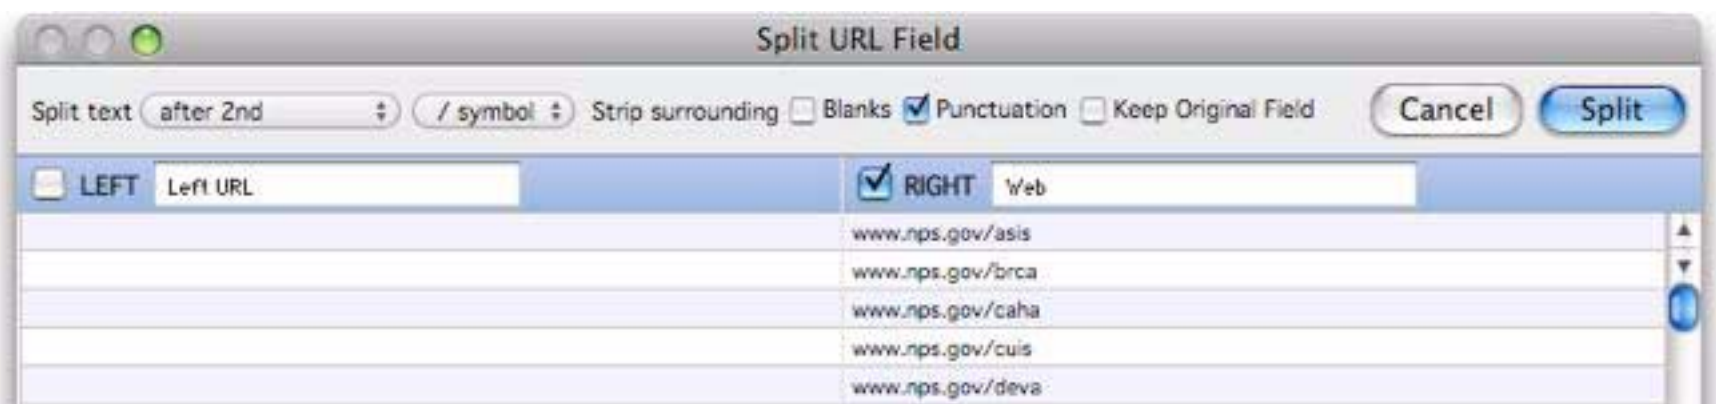 Split URL Field
Split text after 2nd / symbol Strip surrounding Blanks Punctuation Keep Original Field Cancel Split
LEFT Left URL RIGHT Web
www.nps.gov/asis
www.nps.gov/brca
www.nps.gov/caha
www.nps.gov/cuis
www.nps.gov/deva